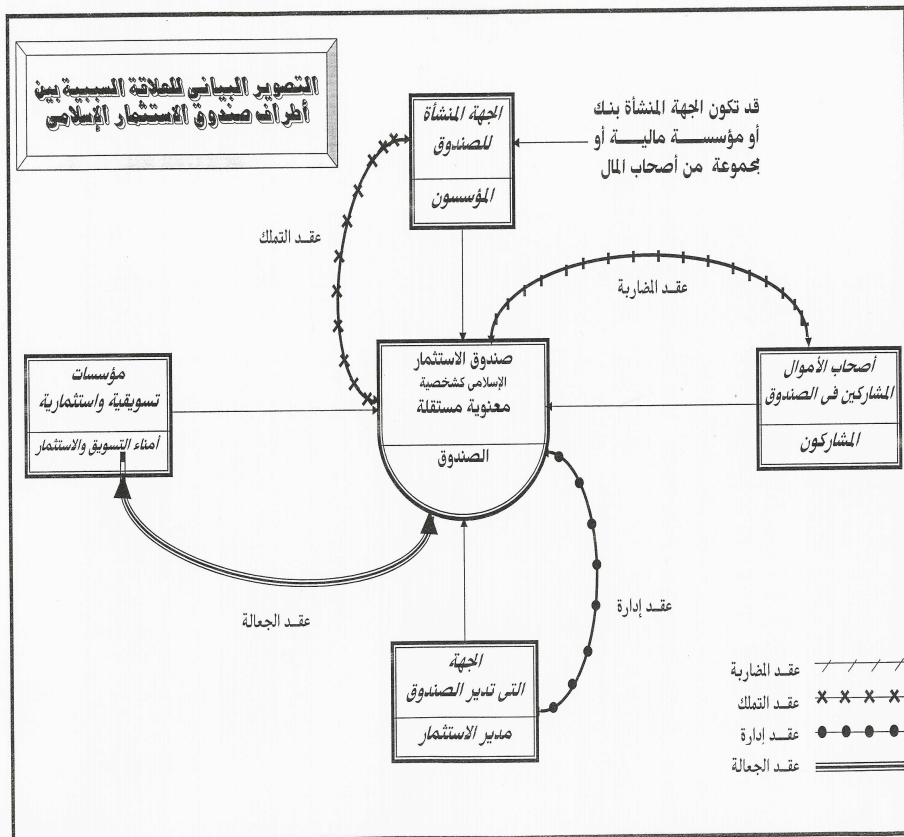 التصوير البيانى للعلاقة السببية بين
أطراف صندوق الاستثمار الإسلامى
الجهة المنشأة
للصندوق
المؤسسون
قد تكون الجهة المنشأة بنك
أو مؤسسة مالية أو
مجموعة من أصحاب المال
عقد التملك
عقد المضاربة
مؤسسات
تسويقية واستثمارية
أمناء التسويق والاستثمار
صندوق الاستثمار
الإسلامى كشخصية
معنوية مستقلة
الصندوق
أصحاب الأموال
المشاركين فى الصندوق
المشاركون
عقد الجعالة
عقد إدارة
الجهة
التى تدير الصندوق
مدير الاستثمار
عقد المضاربة
عقد التملك
عقد إدارة
عقد الجعالة